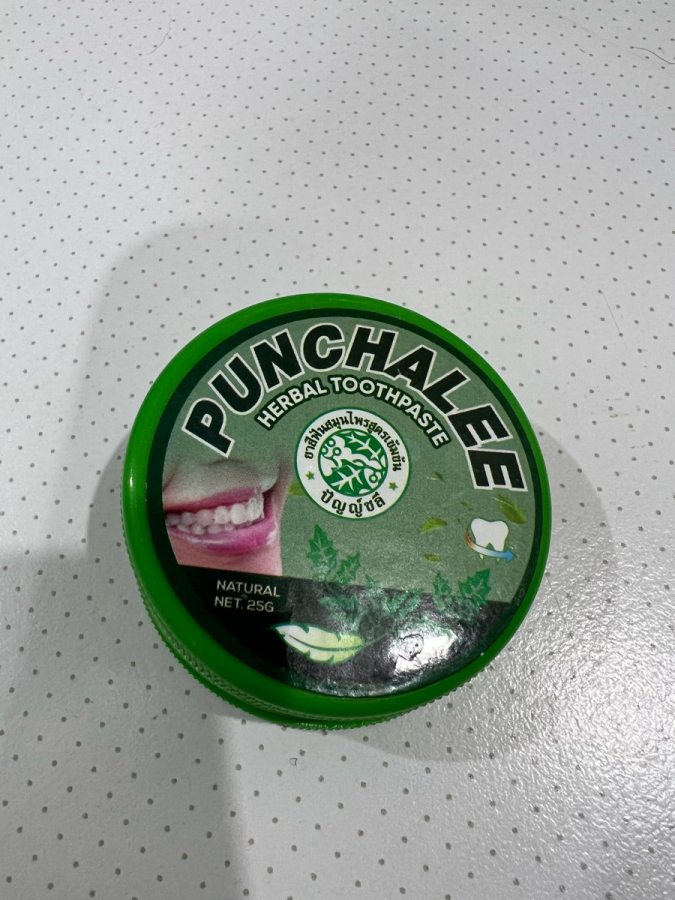 PUNCHALEE
HERBAL TOOTHPASTE
ยาสีฟันสมุนไพรสูตรเข้มข้น
ปัญญ์ชลี
NATURAL
NET. 25G